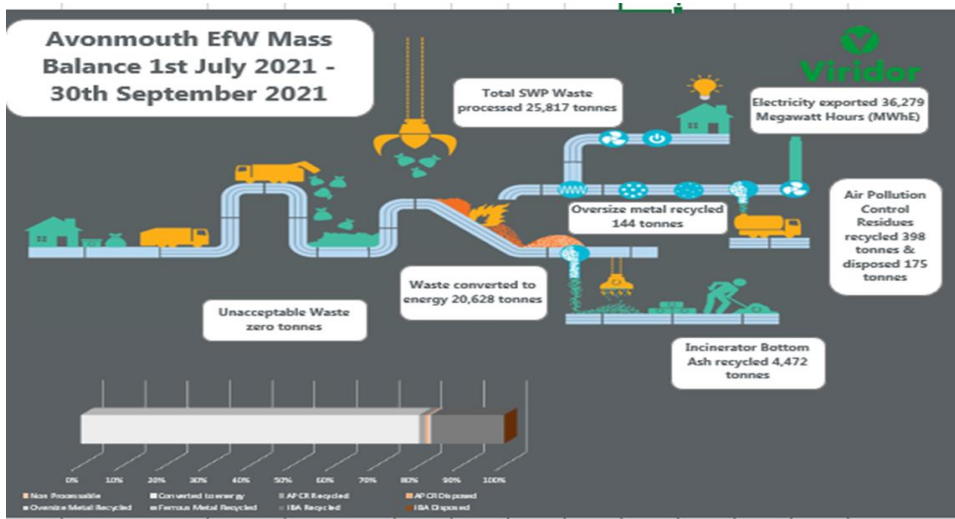 Avonmouth EfW Mass
Balance 1st July 2021 -
30th September 2021
Total SWP Waste
processed 25,817 tonnes
Viridor
Electricity exported 36,279
Megawatt Hours (MWhE)
Air Pollution
Control
Residues
recycled 398
tonnes &
disposed 175
tonnes
Oversize metal recycled
144 tonnes
Waste converted to
energy 20,628 tonnes
Unacceptable Waste
zero tonnes
Incinerator Bottom
Ash recycled 4,472
tonnes
0% 10% 20% 30% 40% 50% 60% 70% 80% 90% 100%
Non Processable Converted to energy APCR Recycled APCR Disposed
Oversize Metal Recycled Ferrous Metal Recycled IBA Recycled IBA Disposed